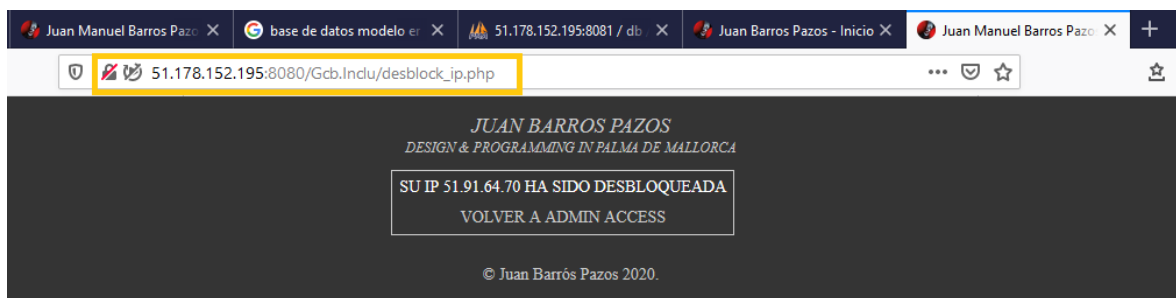 Juan Manuel Barros Pazo
base de datos modelo er
51.178.152.195:8081 / db
Juan Barros Pazos - Inicio
Juan Manuel Barros Pazo
51.178.152.195:8080/Gcb.Inclu/desblock_ip.php
JUAN BARROS PAZOS
DESIGN & PROGRAMMING IN PALMA DE MALLORCA
SU IP 51.91.64.70 HA SIDO DESBLOQUEADA
VOLVER A ADMIN ACCESS
© Juan Barrós Pazos 2020.